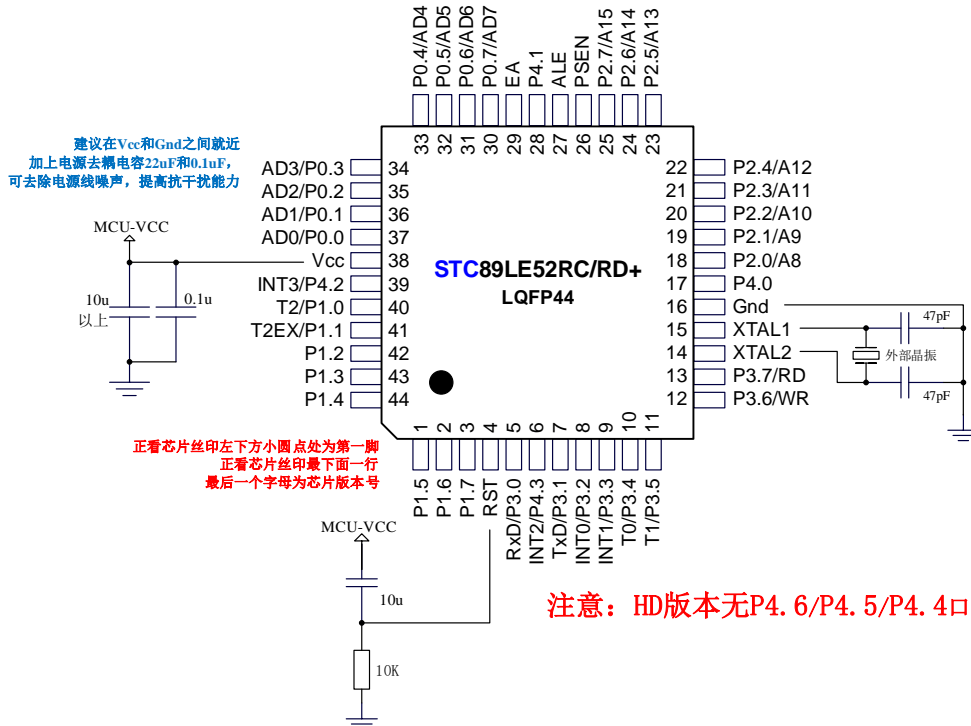 P0.4/AD4
P0.5/AD5
P0.6/AD6
P0.7/AD7
EA
P4.1
ALE
PSEN
P2.7/A15
P2.6/A14
P2.5/A13
33
32
31
30
29
28
27
26
25
24
23
建议在Vcc和Gnd之间就近
加上电源去耦电容22uF和0.1uF,
可去除电源线噪声，提高抗干扰能力
MCU-VCC
10u
以上
0.1u
AD3/P0.3 34
AD2/P0.2 35
AD1/P0.1 36
AD0/P0.0 37
Vcc 38
INT3/P4.2 39
T2/P1.0 40
T2EX/P1.1 41
P1.2 42
P1.3 43
P1.4 44
STC89LE52RC/RD+
LQFP44
22 P2.4/A12
21 P2.3/A11
20 P2.2/A10
19 P2.1/A9
18 P2.0/A8
17 P4.0
16 Gnd
15 XTAL1
14 XTAL2
13 P3.7/RD
12 P3.6/WR
47pF
外部晶振
47pF
正看芯片丝印左下方小圆点处为第一脚
正看芯片丝印最下面一行
最后一个字母为芯片版本号
1
2
3
4
5
6
7
8
9
10
11
P1.5
P1.6
P1.7
RST
RxD/P3.0
INT2/P4.3
TxD/P3.1
INT0/P3.2
INT1/P3.3
T0/P3.4
T1/P3.5
MCU-VCC
10u
10K
注意：HD版本无P4.6/P4.5/P4.4口